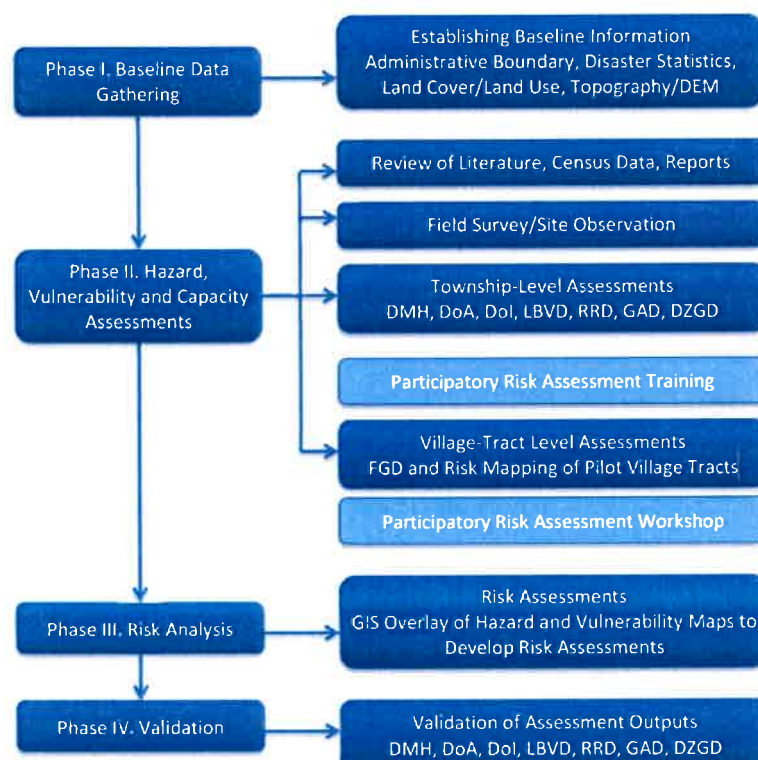 Phase I. Baseline Data
Gathering
Establishing Baseline Information
Administrative Boundary, Disaster Statistics,
Land Cover/Land Use, Topography/DEM
Review of Literature, Census Data, Reports
Field Survey/Site Observation
Phase II. Hazard,
Vulnerability and Capacity
Assessments
Township-Level Assessments
DMH, DoA, DoI, LBVD, RRD, GAD, DZGD
Participatory Risk Assessment Training
Village-Tract Level Assessments
FGD and Risk Mapping of Pilot Village Tracts
Participatory Risk Assessment Workshop
Phase III. Risk Analysis
Risk Assessments
GIS Overlay of Hazard and Vulnerability Maps to
Develop Risk Assessments
Phase IV. Validation
Validation of Assessment Outputs
DMH, DoA, DoI, LBVD, RRD, GAD, DZGD